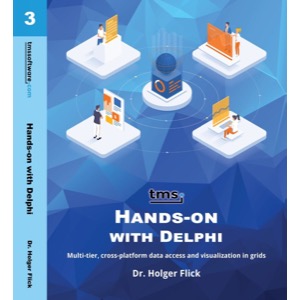 3
tmssoftware.com
Hands-on with Delphi
Dr. Holger Flick
tms
HANDS-ON
WITH DELPHI
Multi-tier, cross-platform data access and visualization in grids
Dr. Holger Flick